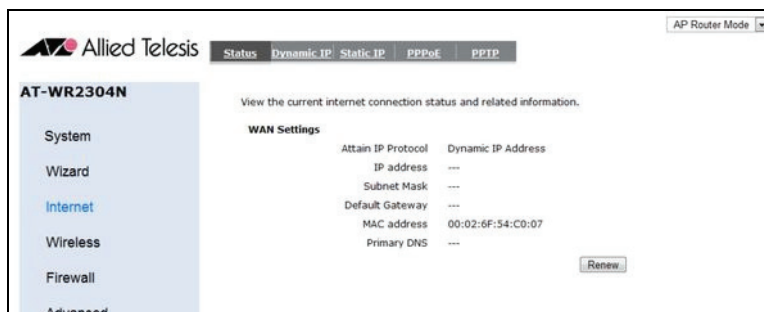 AP Router Mode
Allied Telesis
Status Dynamic IP Static IP PPPoE PPTP
AT-WR2304N
View the current internet connection status and related information.
System
WAN Settings
Attain IP Protocol Dynamic IP Address
Wizard
IP address ---
Subnet Mask ---
Internet
Default Gateway ---
MAC address 00:02:6F:54:C0:07
Wireless
Primary DNS ---
Renew
Firewall
Advanced